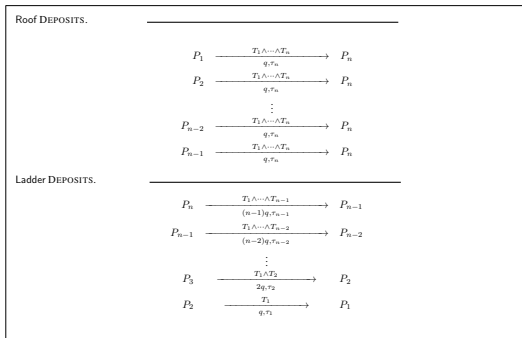 Roof DEPOSITS.
P₁ T₁∧···∧Tₙ Pₙ
q,τₙ
P₂ T₁∧···∧Tₙ Pₙ
q,τₙ
⋮
Pₙ₋₂ T₁∧···∧Tₙ Pₙ
q,τₙ
Pₙ₋₁ T₁∧···∧Tₙ Pₙ
q,τₙ
Ladder DEPOSITS.
Pₙ T₁∧···∧Tₙ₋₁ Pₙ₋₁
(n−1)q,τₙ₋₁
Pₙ₋₁ T₁∧···∧Tₙ₋₂ Pₙ₋₂
(n−2)q,τₙ₋₂
⋮
P₃ T₁∧T₂ P₂
2q,τ₂
P₂ T₁ P₁
q,τ₁